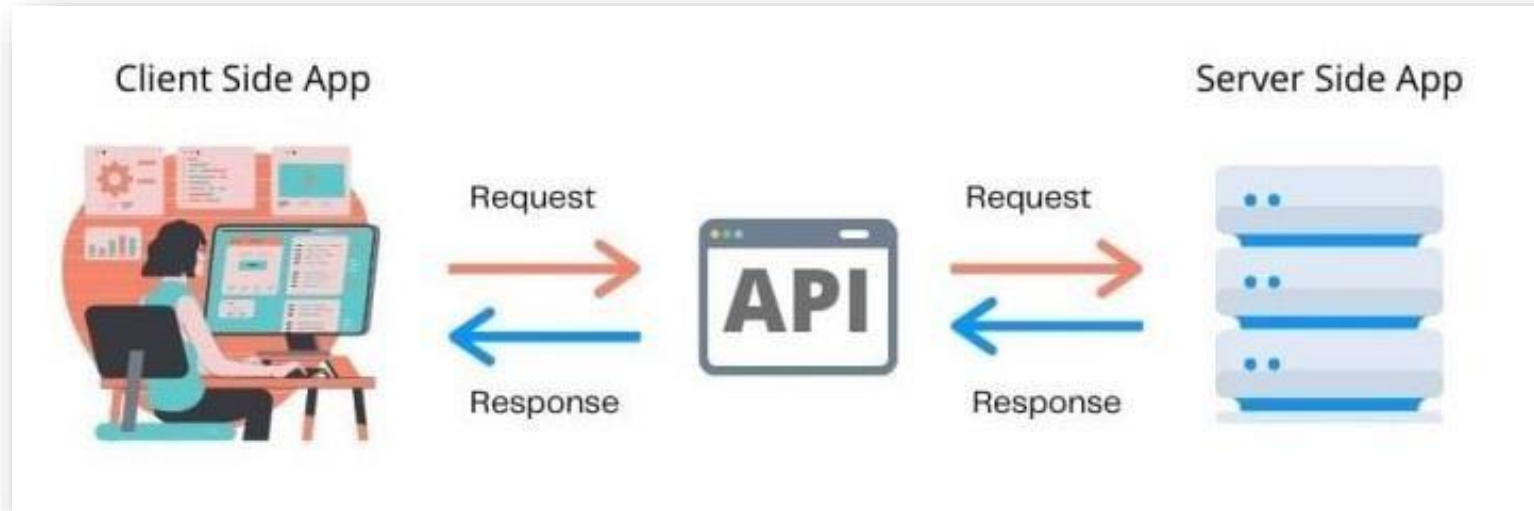 Client Side App
Server Side App
Request
Request
API
Response
Response